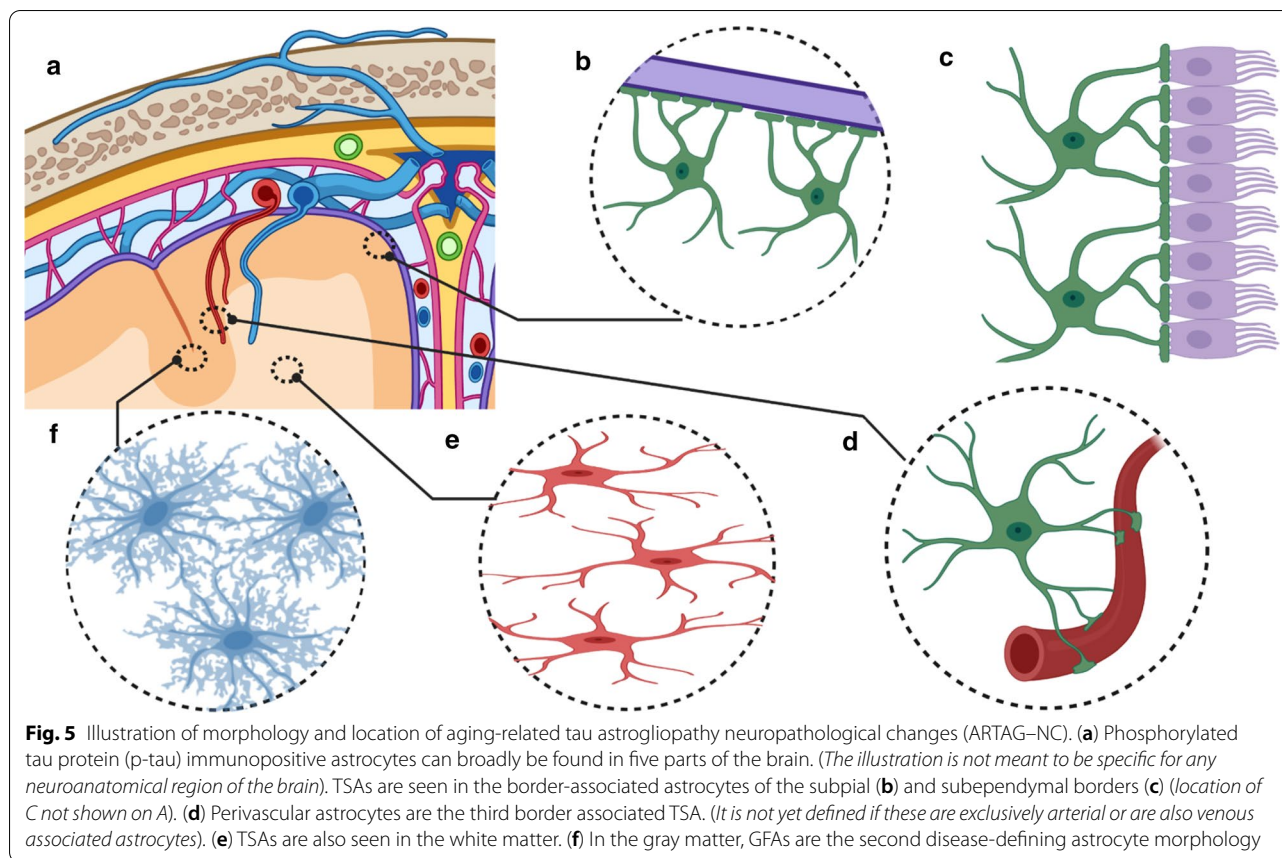 a
b
c
f
e
d
Fig. 5 Illustration of morphology and location of aging-related tau astrogliopathy neuropathological changes (ARTAG–NC). (a) Phosphorylated
tau protein (p-tau) immunopositive astrocytes can broadly be found in five parts of the brain. (The illustration is not meant to be specific for any
neuroanatomical region of the brain). TSAs are seen in the border-associated astrocytes of the subpial (b) and subependymal borders (c) (location of
C not shown on A). (d) Perivascular astrocytes are the third border associated TSA. (It is not yet defined if these are exclusively arterial or are also venous
associated astrocytes). (e) TSAs are also seen in the white matter. (f) In the gray matter, GFAs are the second disease-defining astrocyte morphology